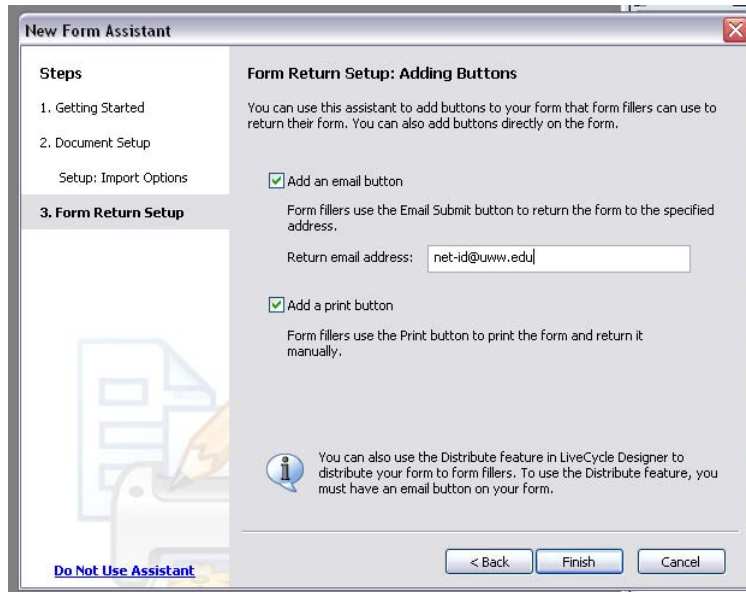 New Form Assistant
Steps
1. Getting Started
2. Document Setup
Setup: Import Options
3. Form Return Setup
Do Not Use Assistant
Form Return Setup: Adding Buttons
You can use this assistant to add buttons to your form that form fillers can use to
return their form. You can also add buttons directly on the form.
Add an email button
Form fillers use the Email Submit button to return the form to the specified
address.
Return email address: net-id@uww.edu
Add a print button
Form fillers use the Print button to print the form and return it
manually.
You can also use the Distribute feature in LiveCycle Designer to
distribute your form to form fillers. To use the Distribute feature, you
must have an email button on your form.
< Back Finish Cancel